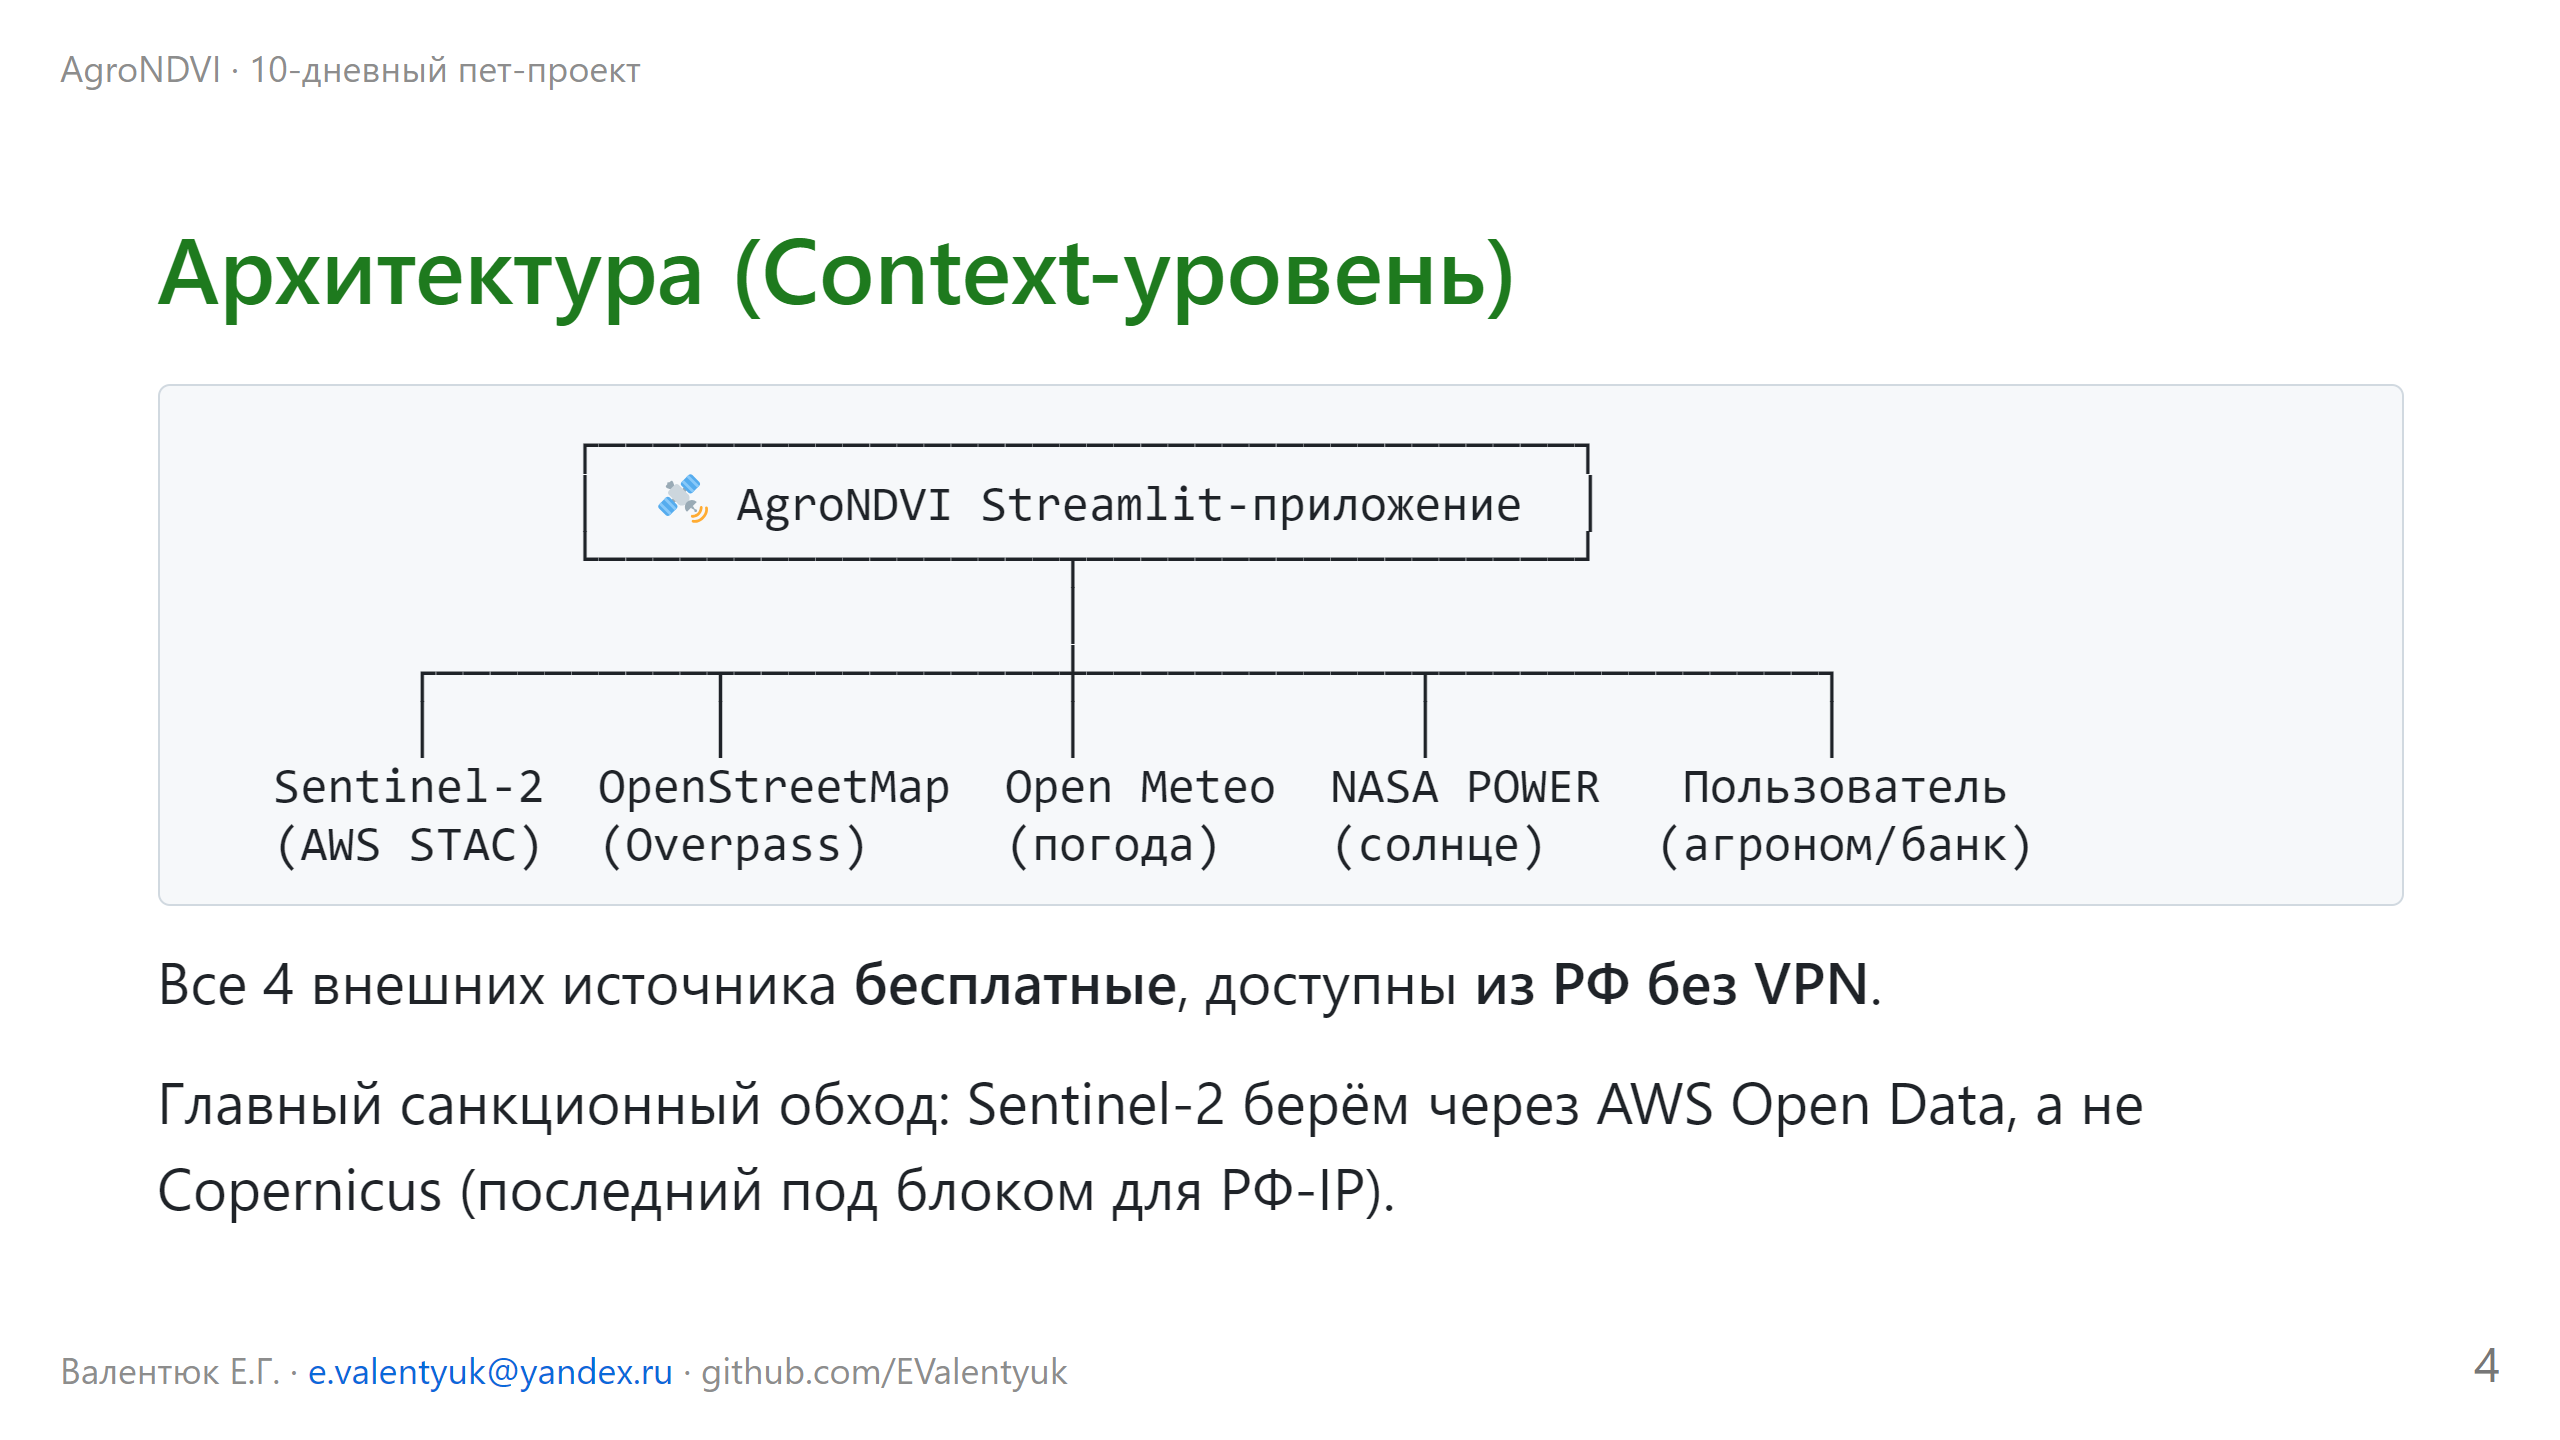 AgroNDVI · 10-дневный пет-проект
Архитектура (Context-уровень)
AgroNDVI Streamlit-приложение
Sentinel-2 OpenStreetMap Open Meteo NASA POWER Пользователь
(AWS STAC) (Overpass) (погода) (солнце) (агроном/банк)
Все 4 внешних источника бесплатные, доступны из РФ без VPN.
Главный санкционный обход: Sentinel-2 берём через AWS Open Data, а не
Copernicus (последний под блоком для РФ-IP).
Валентюк Е.Г. · e.valentyuk@yandex.ru · github.com/EValentyuk
4